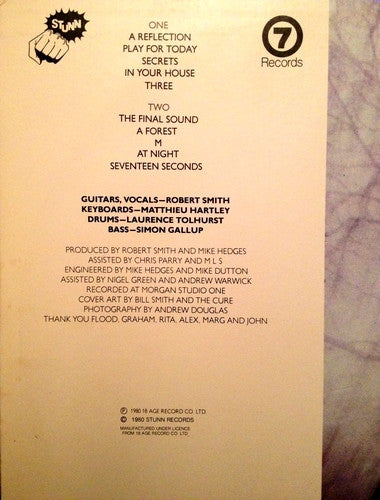 STUNN
7
Records
ONE
A REFLECTION
PLAY FOR TODAY
SECRETS
IN YOUR HOUSE
THREE
TWO
THE FINAL SOUND
A FOREST
M
AT NIGHT
SEVENTEEN SECONDS
GUITARS, VOCALS—ROBERT SMITH
KEYBOARDS—MATTHIEU HARTLEY
DRUMS—LAURENCE TOLHURST
BASS—SIMON GALLUP
PRODUCED BY ROBERT SMITH AND MIKE HEDGES
ASSISTED BY CHRIS PARRY AND M L S
ENGINEERED BY MIKE HEDGES AND MIKE DUTTON
ASSISTED BY NIGEL GREEN AND ANDREW WARWICK
RECORDED AT MORGAN STUDIO ONE
COVER ART BY BILL SMITH AND THE CURE
PHOTOGRAPHY BY ANDREW DOUGLAS
THANK YOU FLOOD, GRAHAM, RITA, ALEX, MARG AND JOHN
Ⓟ 1980 18 AGE RECORD CO. LTD.
© 1980 STUNN RECORDS
MANUFACTURED UNDER LICENCE
FROM 18 AGE RECORD CO. LTD.